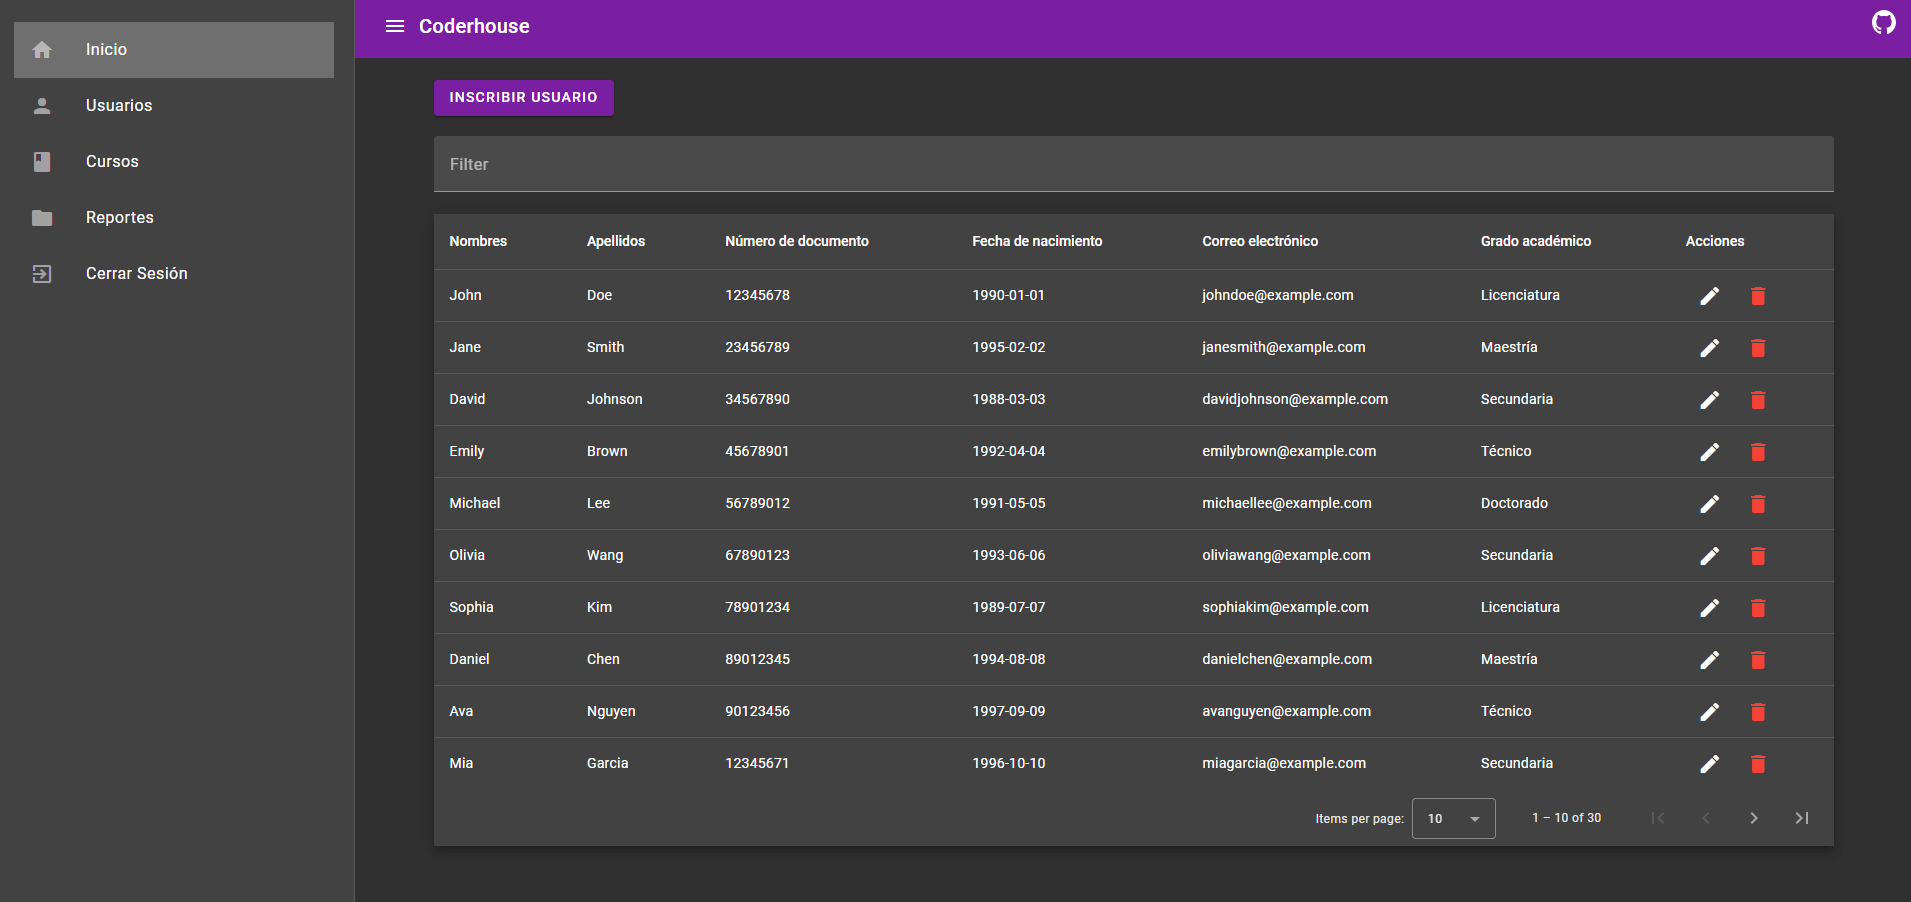 Inicio
Usuarios
Cursos
Reportes
Cerrar Sesión
Coderhouse
INSCRIBIR USUARIO
Filter
Nombres Apellidos Número de documento Fecha de nacimiento Correo electrónico Grado académico Acciones
John Doe 12345678 1990-01-01 johndoe@example.com Licenciatura
Jane Smith 23456789 1995-02-02 janesmith@example.com Maestría
David Johnson 34567890 1988-03-03 davidjohnson@example.com Secundaria
Emily Brown 45678901 1992-04-04 emilybrown@example.com Técnico
Michael Lee 56789012 1991-05-05 michaellee@example.com Doctorado
Olivia Wang 67890123 1993-06-06 oliviawang@example.com Secundaria
Sophia Kim 78901234 1989-07-07 sophiakim@example.com Licenciatura
Daniel Chen 89012345 1994-08-08 danielchen@example.com Maestría
Ava Nguyen 90123456 1997-09-09 avanguyen@example.com Técnico
Mia Garcia 12345671 1996-10-10 miagarcia@example.com Secundaria
Items per page: 10 1 – 10 of 30